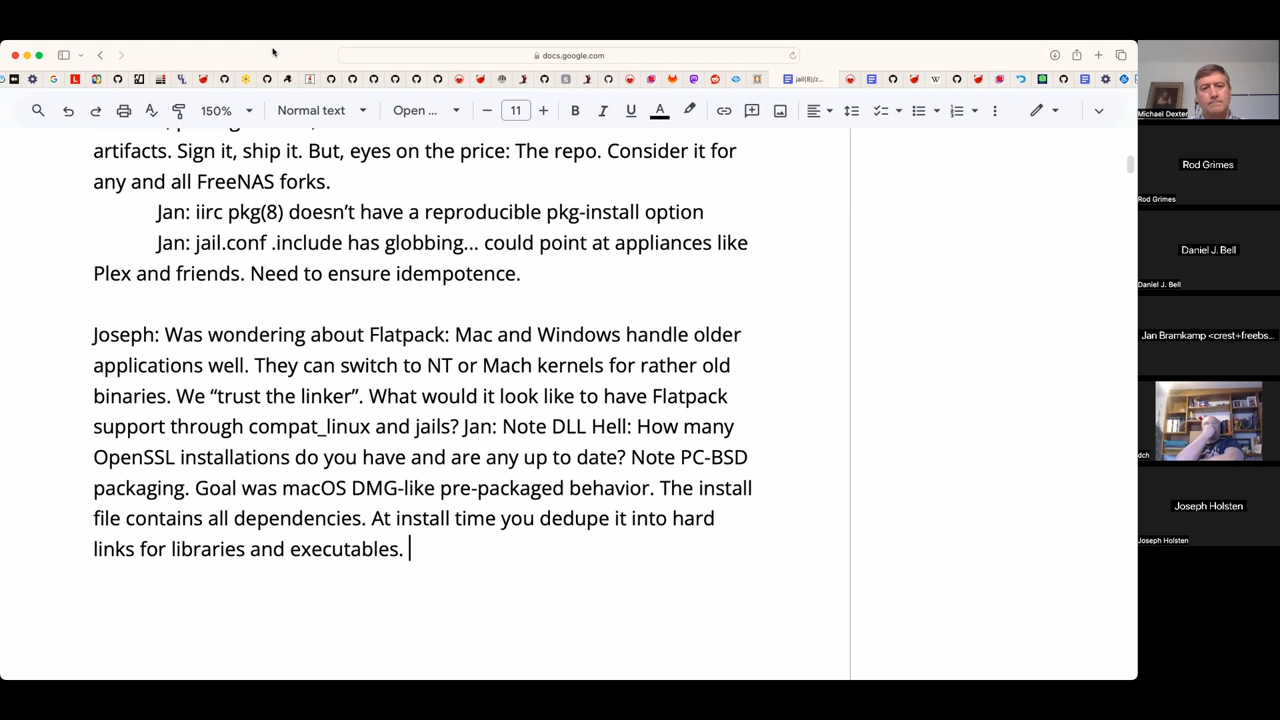 docs.google.com
jail(8)/z...
150%
Normal text
Open ...
11
artifacts. Sign it, ship it. But, eyes on the price: The repo. Consider it for
any and all FreeNAS forks.
Jan: iirc pkg(8) doesn’t have a reproducible pkg-install option
Jan: jail.conf .include has globbing... could point at appliances like
Plex and friends. Need to ensure idempotence.
Joseph: Was wondering about Flatpack: Mac and Windows handle older
applications well. They can switch to NT or Mach kernels for rather old
binaries. We “trust the linker”. What would it look like to have Flatpack
support through compat_linux and jails? Jan: Note DLL Hell: How many
OpenSSL installations do you have and are any up to date? Note PC-BSD
packaging. Goal was macOS DMG-like pre-packaged behavior. The install
file contains all dependencies. At install time you dedupe it into hard
links for libraries and executables.
Michael Dexter
Rod Grimes
Rod Grimes
Daniel J. Bell
Daniel J. Bell
Jan Bramkamp <crest+freebs...
dch
Joseph Holsten
Joseph Holsten